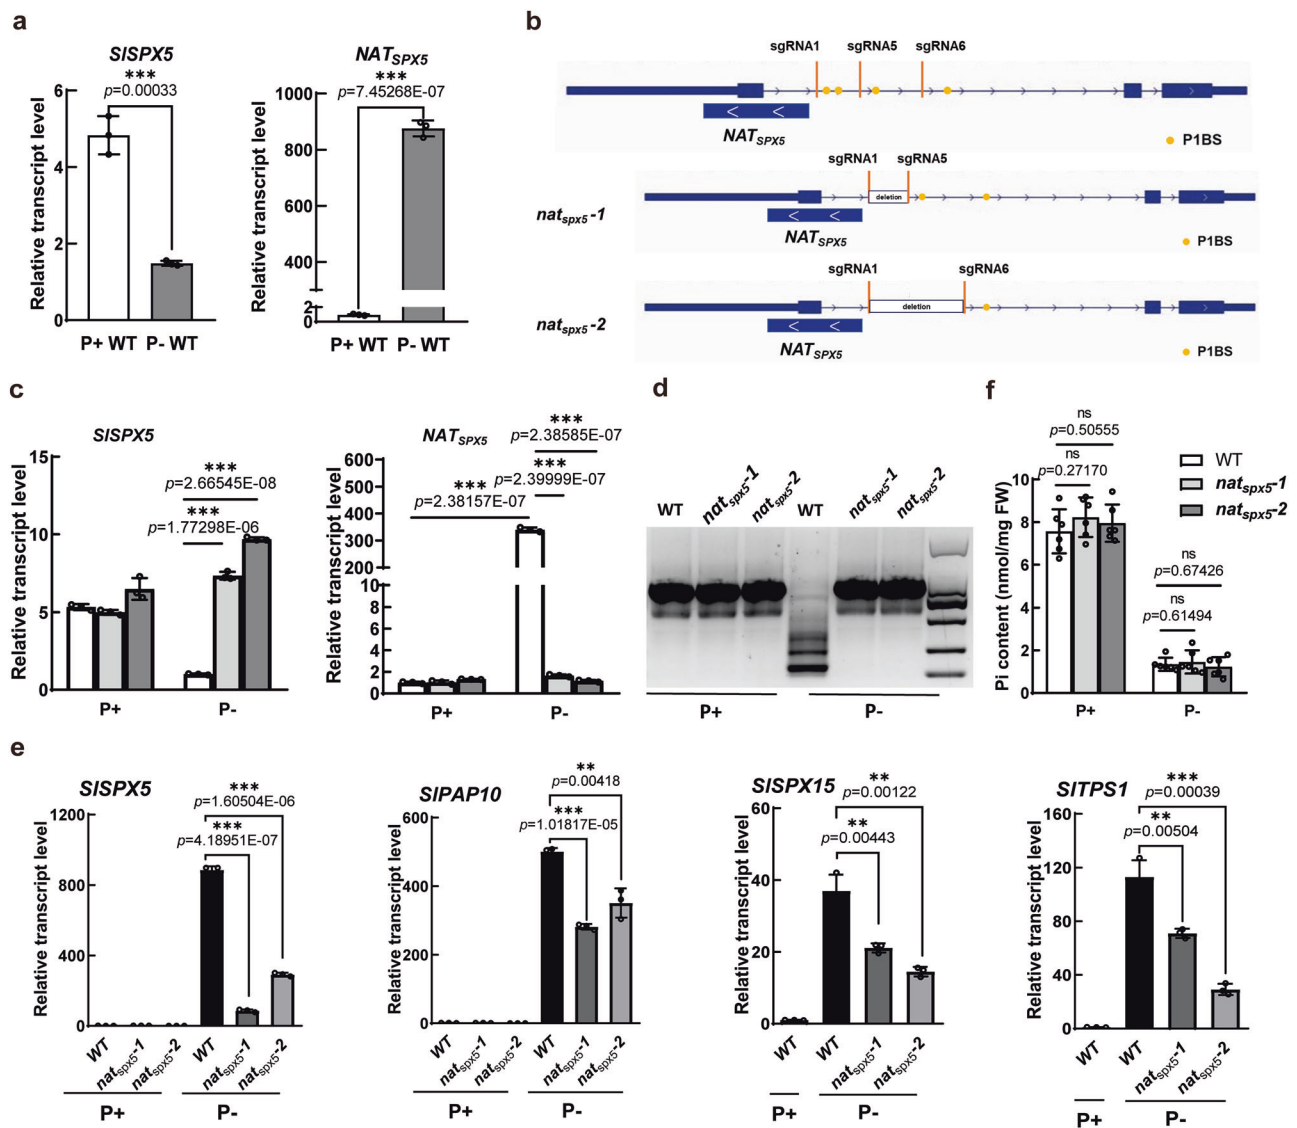 a
SlSPX5
***
p=0.00033
Relative transcript level
6
4
2
0
P+ WT P- WT
NATSPX5
***
p=7.45268E-07
Relative transcript level
1000
800
600
400
2
0
P+ WT P- WT
b
sgRNA1 sgRNA5 sgRNA6
NATSPX5
P1BS
sgRNA1 sgRNA5
deletion
natspx5-1
NATSPX5
P1BS
sgRNA1 sgRNA6
deletion
natspx5-2
NATSPX5
P1BS
c
SlSPX5
***
p=2.66545E-08
***
p=1.77298E-06
Relative transcript level
15
10
5
0
P+ P-
NATSPX5
***
p=2.38585E-07
***
p=2.39999E-07
***
p=2.38157E-07
Relative transcript level
600
500
400
300
200
10
8
6
4
2
0
P+ P-
d
WT natspx5-1 natspx5-2 WT natspx5-1 natspx5-2
P+ P-
f
ns
p=0.50555
ns
p=0.27170
ns
p=0.67426
ns
p=0.61494
Pi content (nmol/mg FW)
10
8
6
4
2
0
P+ P-
WT
natspx5-1
natspx5-2
e
SlSPX5
***
p=1.60504E-06
***
p=4.18951E-07
Relative transcript level
1200
800
400
0
WT natspx5-1 natspx5-2 WT natspx5-1 natspx5-2
P+ P-
SlPAP10
**
p=0.00418
***
p=1.01817E-05
Relative transcript level
600
400
200
0
WT natspx5-1 natspx5-2 WT natspx5-1 natspx5-2
P+ P-
SlSPX15
**
p=0.00122
**
p=0.00443
Relative transcript level
60
40
20
0
WT WT natspx5-1 natspx5-2
P+ P-
SlTPS1
***
p=0.00039
**
p=0.00504
Relative transcript level
160
120
80
40
0
WT WT natspx5-1 natspx5-2
P+ P-